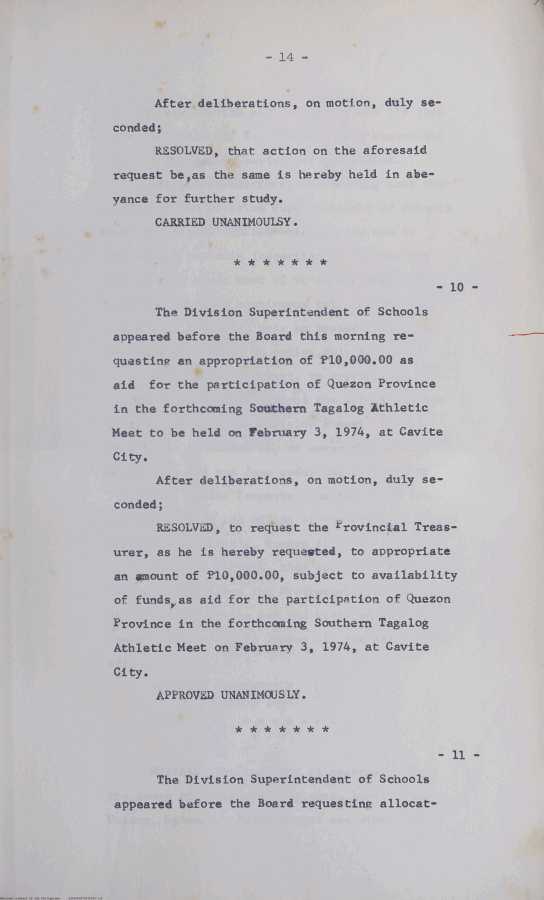 - 14 -
After deliberations, on motion, duly se-
conded;
RESOLVED, that action on the aforesaid
request be,as the same is hereby held in abe-
yance for further study.
CARRIED UNANIMOULSY.
* * * * * * *
- 10 -
The Division Superintendent of Schools
appeared before the Board this morning re-
questing an appropriation of ₱10,000.00 as
aid for the participation of Quezon Province
in the forthcoming Southern Tagalog Athletic
Meet to be held on February 3, 1974, at Cavite
City.
After deliberations, on motion, duly se-
conded;
RESOLVED, to request the Provincial Treas-
urer, as he is hereby requested, to appropriate
an amount of ₱10,000.00, subject to availability
of funds, as aid for the participation of Quezon
Province in the forthcoming Southern Tagalog
Athletic Meet on February 3, 1974, at Cavite
City.
APPROVED UNANIMOUSLY.
* * * * * * *
- 11 -
The Division Superintendent of Schools
appeared before the Board requesting allocat-